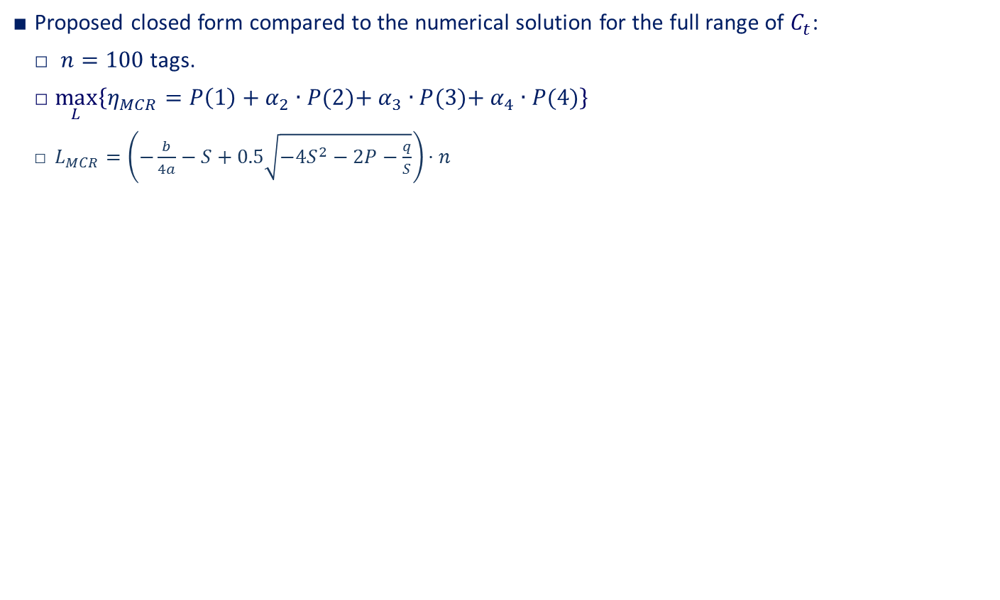 ■ Proposed closed form compared to the numerical solution for the full range of $C_t$:
□ $n = 100$ tags.
□ $\max_{L}\{\eta_{MCR} = P(1) + \alpha_2 \cdot P(2) + \alpha_3 \cdot P(3) + \alpha_4 \cdot P(4)\}$
□ $L_{MCR} = \left(-\frac{b}{4a} - S + 0.5\sqrt{-4S^2 - 2P - \frac{q}{S}}\right) \cdot n$